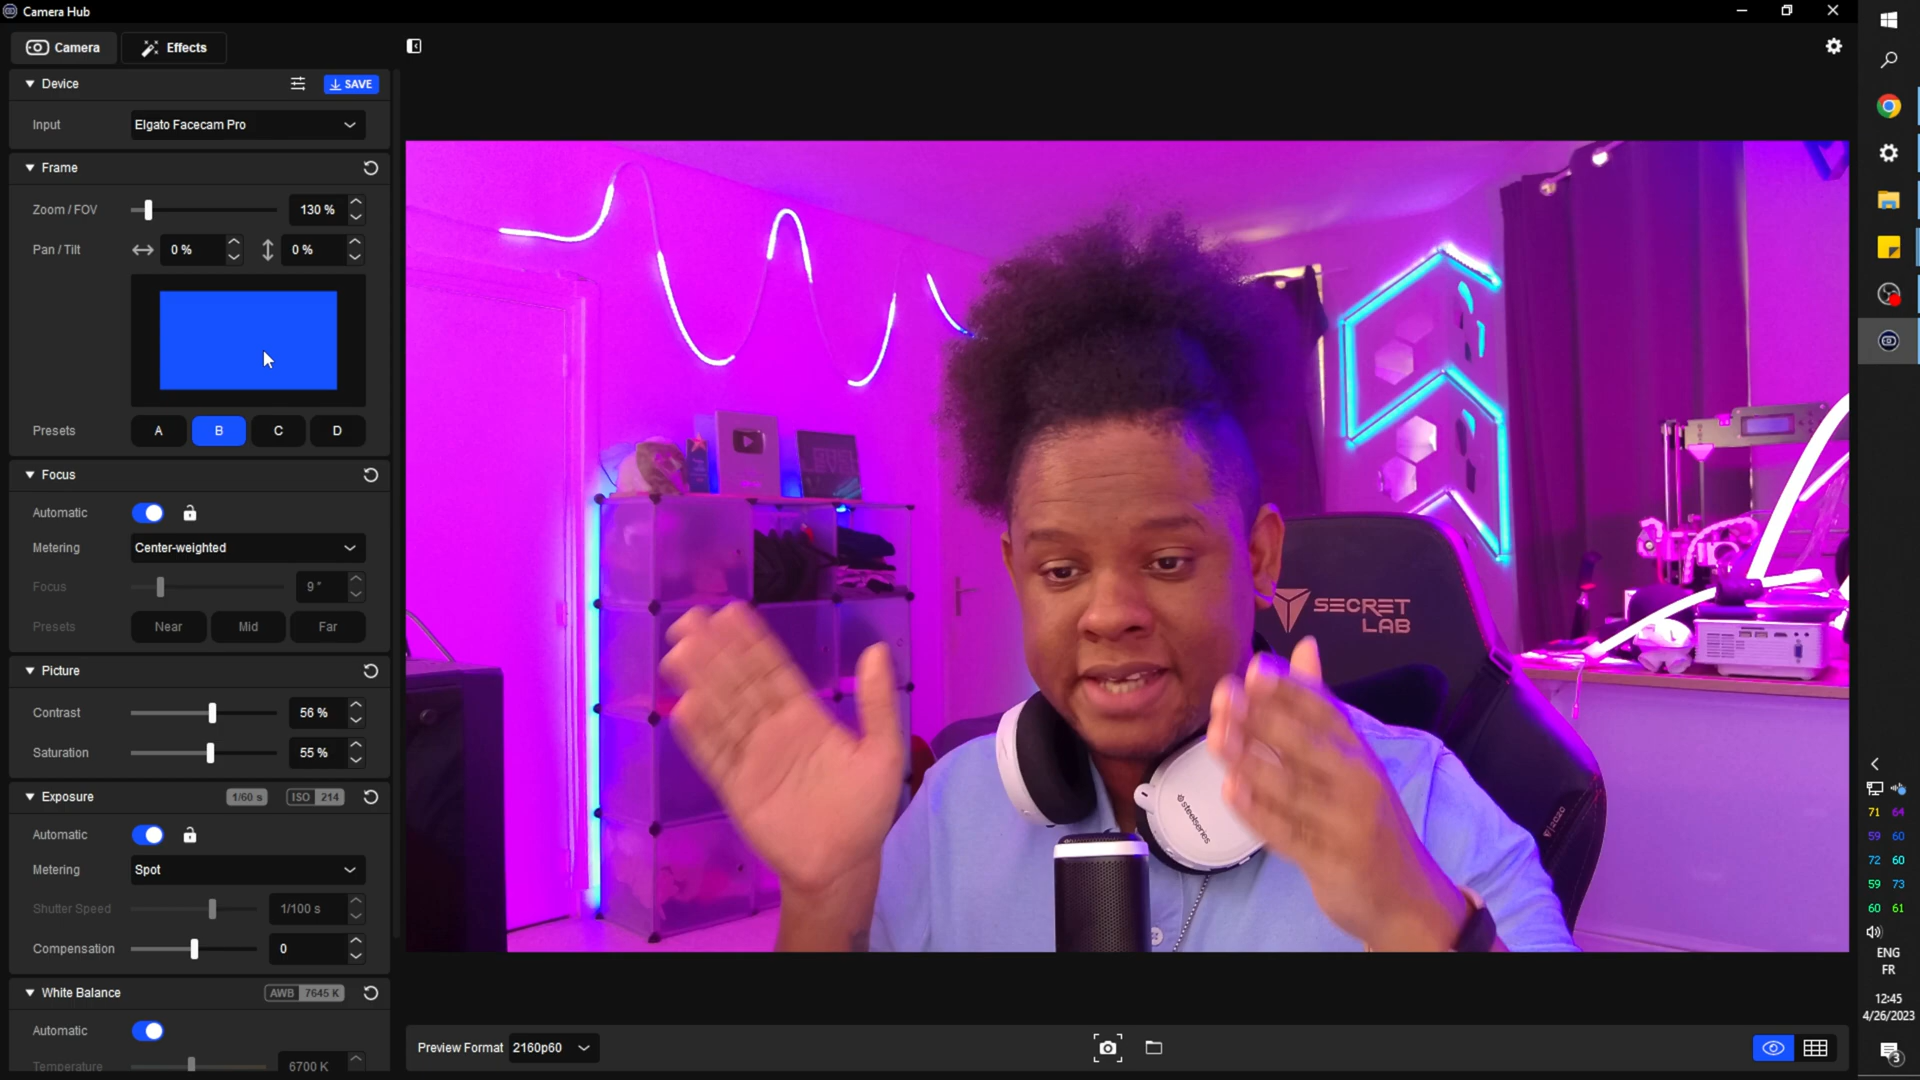 Camera Hub
Camera
Effects
Device
SAVE
Input
Elgato Facecam Pro
Frame
Zoom / FOV
130 %
Pan / Tilt
0 %
0 %
Presets
A
B
C
D
Focus
Automatic
Metering
Center-weighted
Focus
9"
Presets
Near
Mid
Far
Picture
Contrast
56 %
Saturation
55 %
Exposure
1/60 s
ISO 214
Automatic
Metering
Spot
Shutter Speed
1/100 s
Compensation
0
White Balance
AWB 7645 K
Automatic
Temperature
6700 K
SECRET
LAB
steelseries
Preview Format
2160p60
71 64
59 60
72 60
59 73
60 61
ENG
FR
12:45
4/26/2023
3